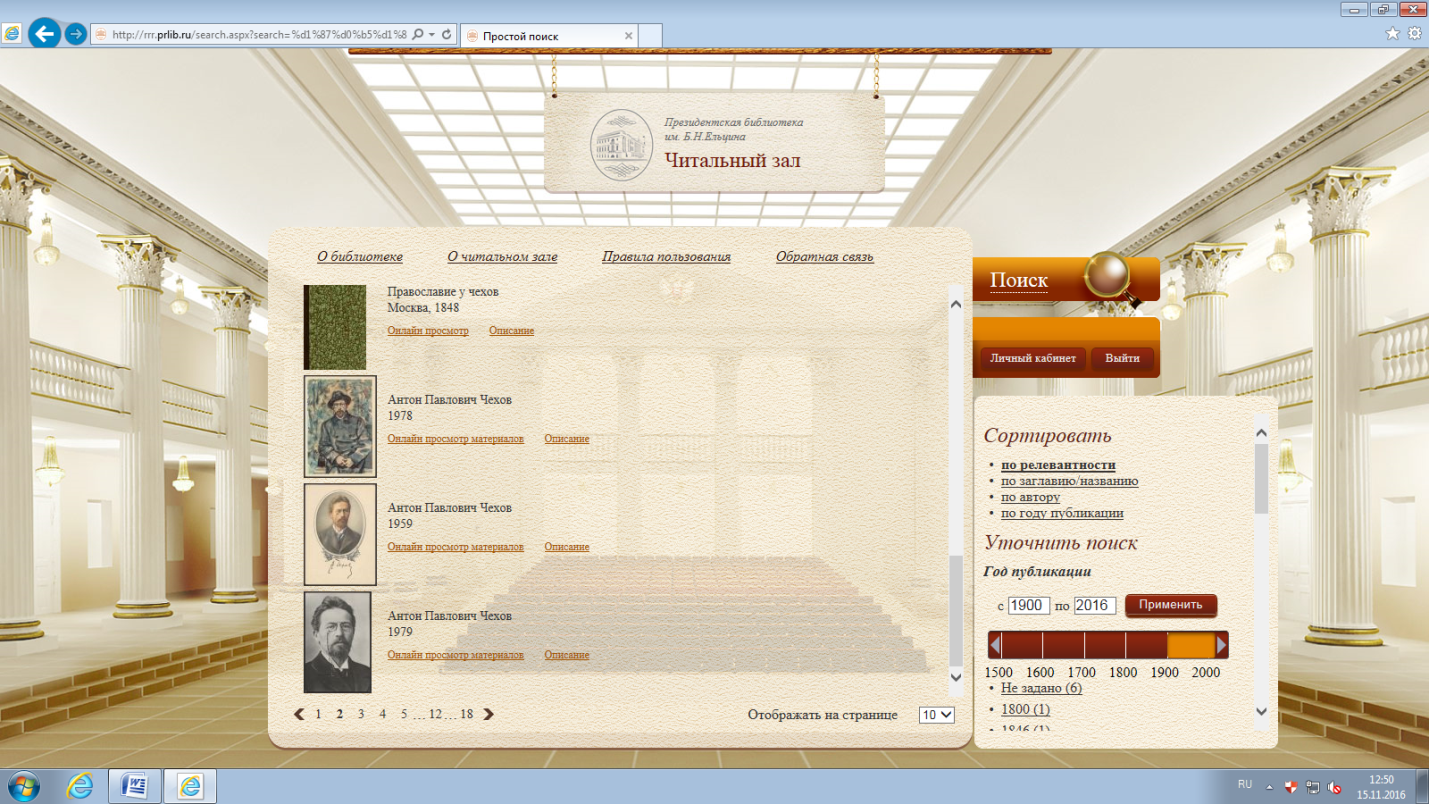 http://rrr.prlib.ru/search.aspx?search=%d1%87%d0%b5%d1%8
Простой поиск
Президентская библиотека
им. Б.Н.Ельцина
Читальный зал
О библиотеке
О читальном зале
Правила пользования
Обратная связь
Православие у чехов
Москва, 1848
Онлайн просмотр Описание
Антон Павлович Чехов
1978
Онлайн просмотр материалов Описание
Антон Павлович Чехов
1959
Онлайн просмотр материалов Описание
Антон Павлович Чехов
1979
Онлайн просмотр материалов Описание
1 2 3 4 5 ... 12 ... 18
Отображать на странице 10
Поиск
Личный кабинет Выйти
Сортировать
• по релевантности
• по заглавию/названию
• по автору
• по году публикации
Уточнить поиск
Год публикации
с 1900 по 2016 Применить
1500 1600 1700 1800 1900 2000
• Не задано (6)
• 1800 (1)
• 1846 (1)
RU
12:50
15.11.2016